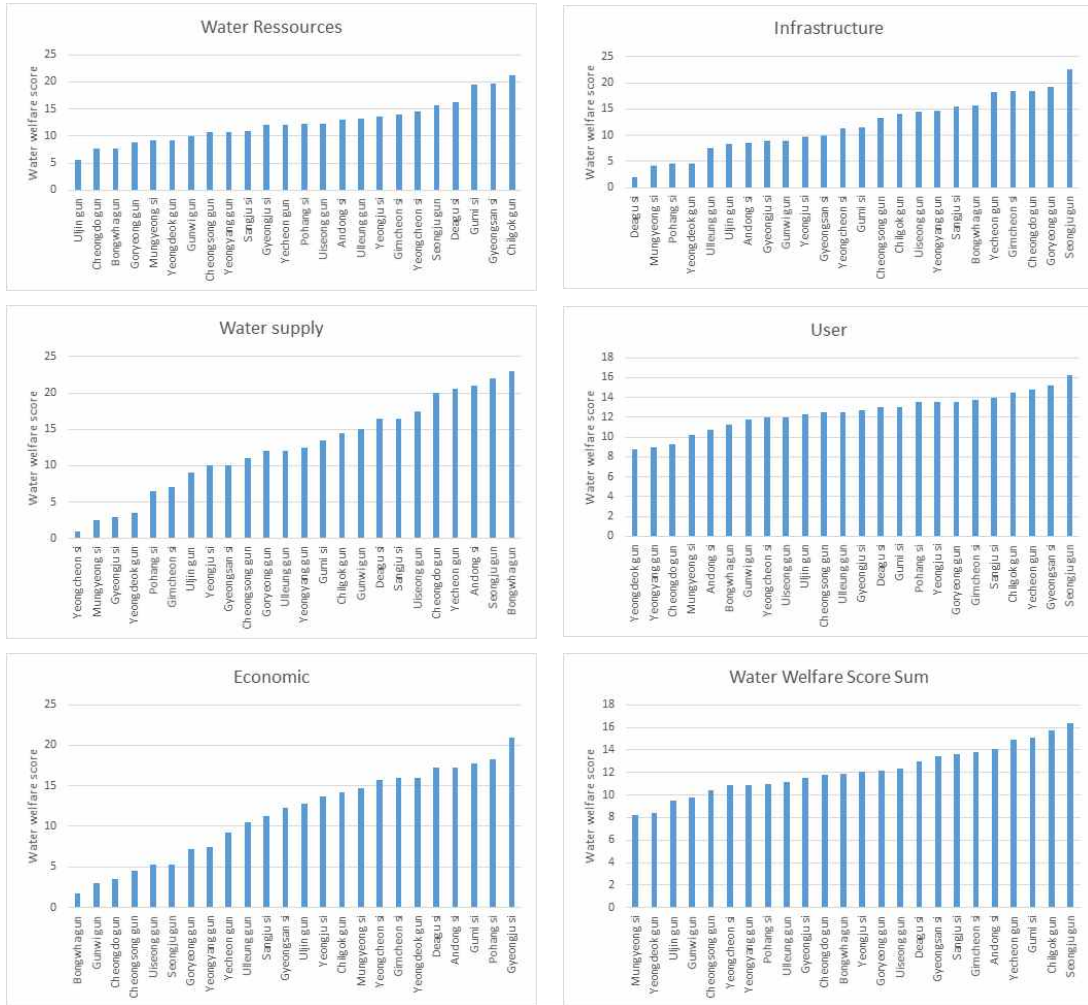 Water Ressources
Water welfare score
25
20
15
10
5
0
Uljin gun
Cheongdo gun
Bongwha gun
Goryeong gun
Mungyeong si
Yeongdeok gun
Gunwi gun
Cheongsong gun
Yeongyang gun
Sangju si
Gyeongju si
Yecheon gun
Pohang si
Uiseong gun
Andong si
Ulleung gun
Yeongju si
Gimcheon si
Yeongcheon si
Seongju gun
Deagu si
Gumi si
Gyeongsan si
Chilgok gun
Infrastructure
Water welfare score
25
20
15
10
5
0
Deagu si
Mungyeong si
Pohang si
Yeongdeok gun
Ulleung gun
Uljin gun
Andong si
Gyeongju si
Gunwi gun
Yeongju si
Gyeongsan si
Yeongcheon si
Gumi si
Cheongsong gun
Chilgok gun
Uiseong gun
Yeongyang gun
Sangju si
Bongwha gun
Yecheon gun
Gimcheon si
Cheongdo gun
Goryeong gun
Seongju gun
Water supply
Water welfare score
25
20
15
10
5
0
Yeongcheon si
Mungyeong si
Gyeongju si
Yeongdeok gun
Pohang si
Gimcheon si
Uljin gun
Yeongju si
Gyeongsan si
Cheongsong gun
Goryeong gun
Ulleung gun
Yeongyang gun
Gumi si
Chilgok gun
Gunwi gun
Deagu si
Sangju si
Uiseong gun
Cheongdo gun
Yecheon gun
Andong si
Seongju gun
Bongwha gun
User
Water welfare score
18
16
14
12
10
8
6
4
2
0
Yeongdeok gun
Yeongyang gun
Cheongdo gun
Mungyeong si
Andong si
Bongwha gun
Gunwi gun
Yeongcheon si
Uiseong gun
Uljin gun
Cheongsong gun
Ulleung gun
Gyeongju si
Deagu si
Gumi si
Pohang si
Yeongju si
Goryeong gun
Gimcheon si
Sangju si
Chilgok gun
Yecheon gun
Gyeongsan si
Seongju gun
Economic
Water welfare score
25
20
15
10
5
0
Bongwha gun
Gunwi gun
Cheongdo gun
Cheongsong gun
Uiseong gun
Seongju gun
Goryeong gun
Yeongyang gun
Yecheon gun
Ulleung gun
Sangju si
Gyeongsan si
Uljin gun
Yeongju si
Chilgok gun
Mungyeong si
Yeongcheon si
Gimcheon si
Yeongdeok gun
Deagu si
Andong si
Gumi si
Pohang si
Gyeongju si
Water Welfare Score Sum
Water welfare score
18
16
14
12
10
8
6
4
2
0
Mungyeong si
Yeongdeok gun
Uljin gun
Gunwi gun
Cheongsong gun
Yeongcheon si
Yeongyang gun
Pohang si
Ulleung gun
Gyeongju si
Cheongdo gun
Bongwha gun
Yeongju si
Goryeong gun
Uiseong gun
Deagu si
Gyeongsan si
Sangju si
Gimcheon si
Andong si
Yecheon gun
Gumi si
Chilgok gun
Seongju gun